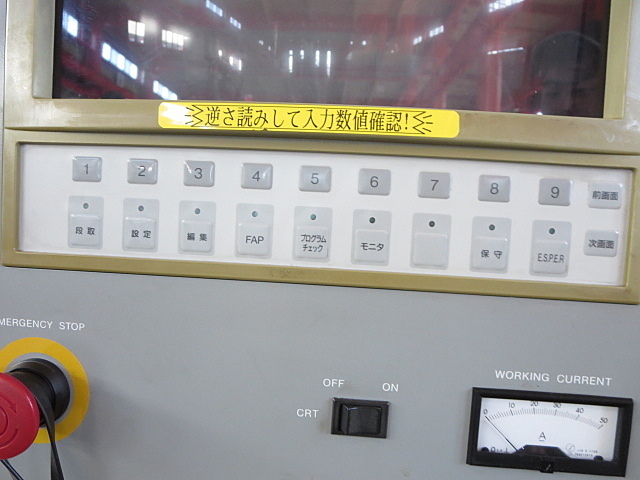 逆さ読みして入力数値確認!
1 2 3 4 5 6 7 8 9 前画面
段取 設定 編集 FAP プログラム
チェック モニタ 保守 E.S.P.E.R 次画面
EMERGENCY STOP
OFF ON
CRT
WORKING CURRENT
0 10 20 30 40 50
A